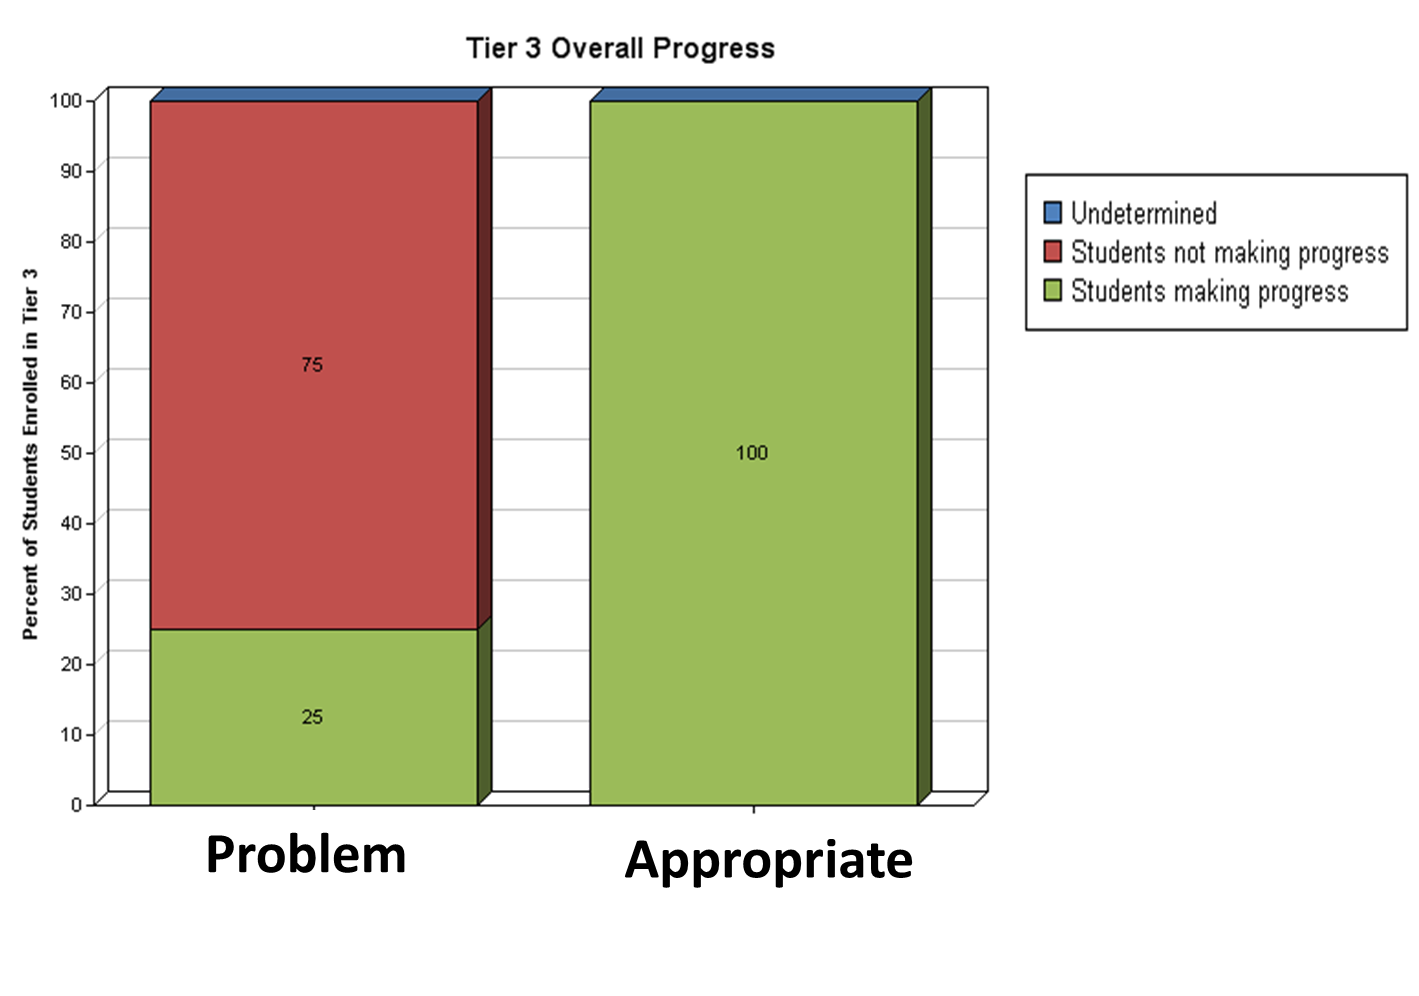 Tier 3 Overall Progress
Percent of Students Enrolled in Tier 3
100
90
80
70
60
50
40
30
20
10
0
75
25
100
Problem
Appropriate
Undetermined
Students not making progress
Students making progress